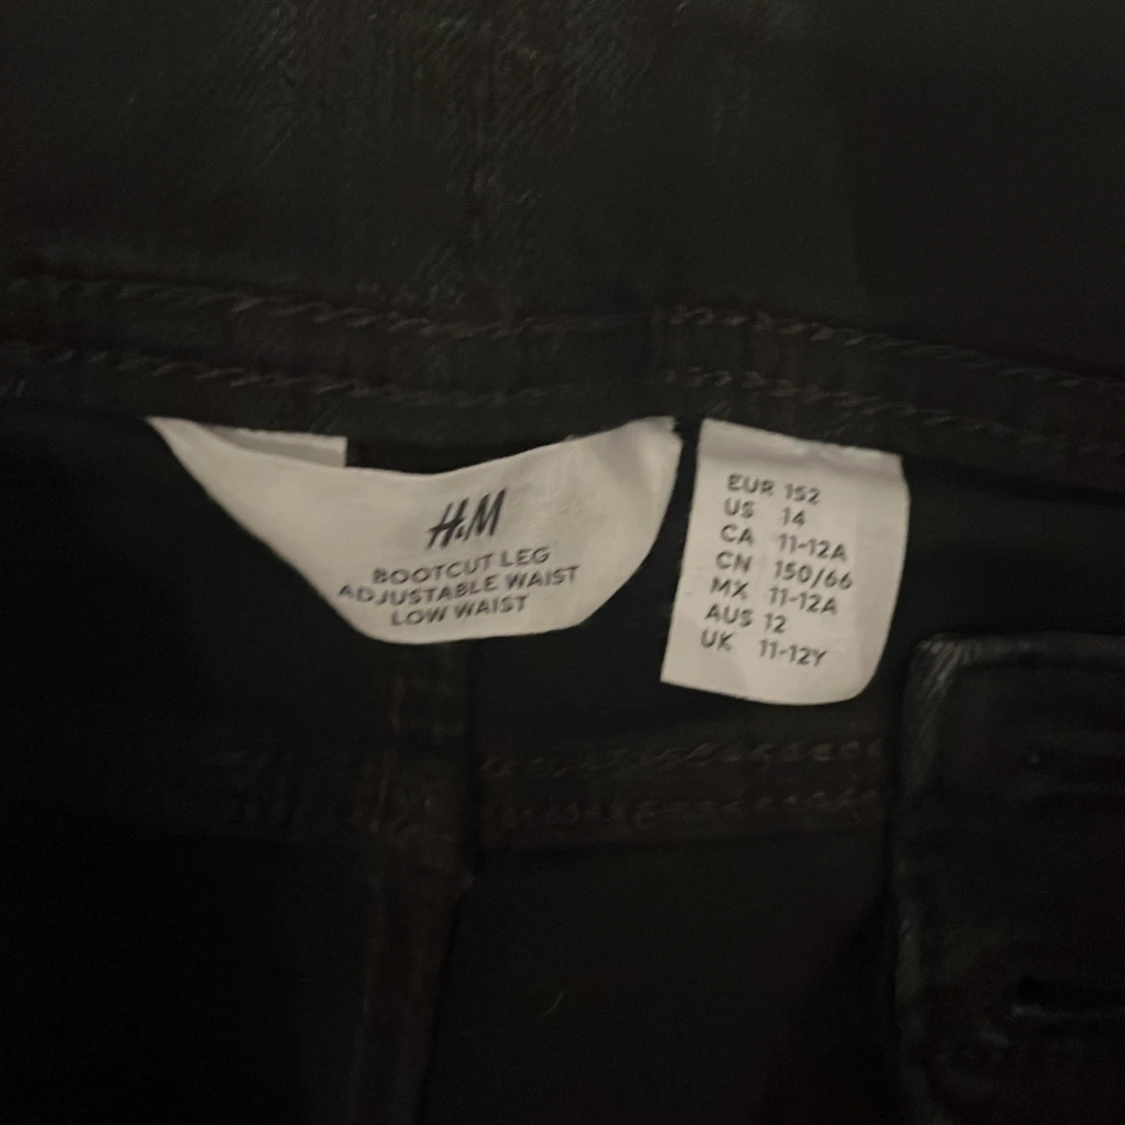 H&M
BOOTCUT LEG
ADJUSTABLE WAIST
LOW WAIST
EUR 152
US 14
CA 11-12A
CN 150/66
MX 11-12A
AUS 12
UK 11-12Y